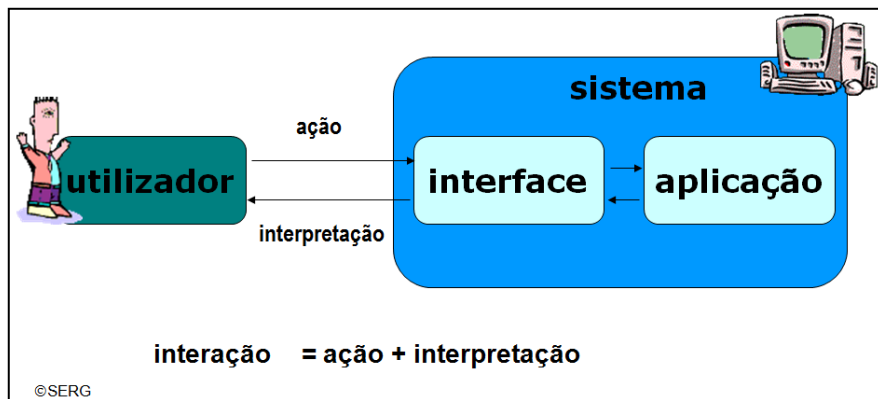 sistema
ação
utilizador
interface
aplicação
interpretação
interação = ação + interpretação
©SERG